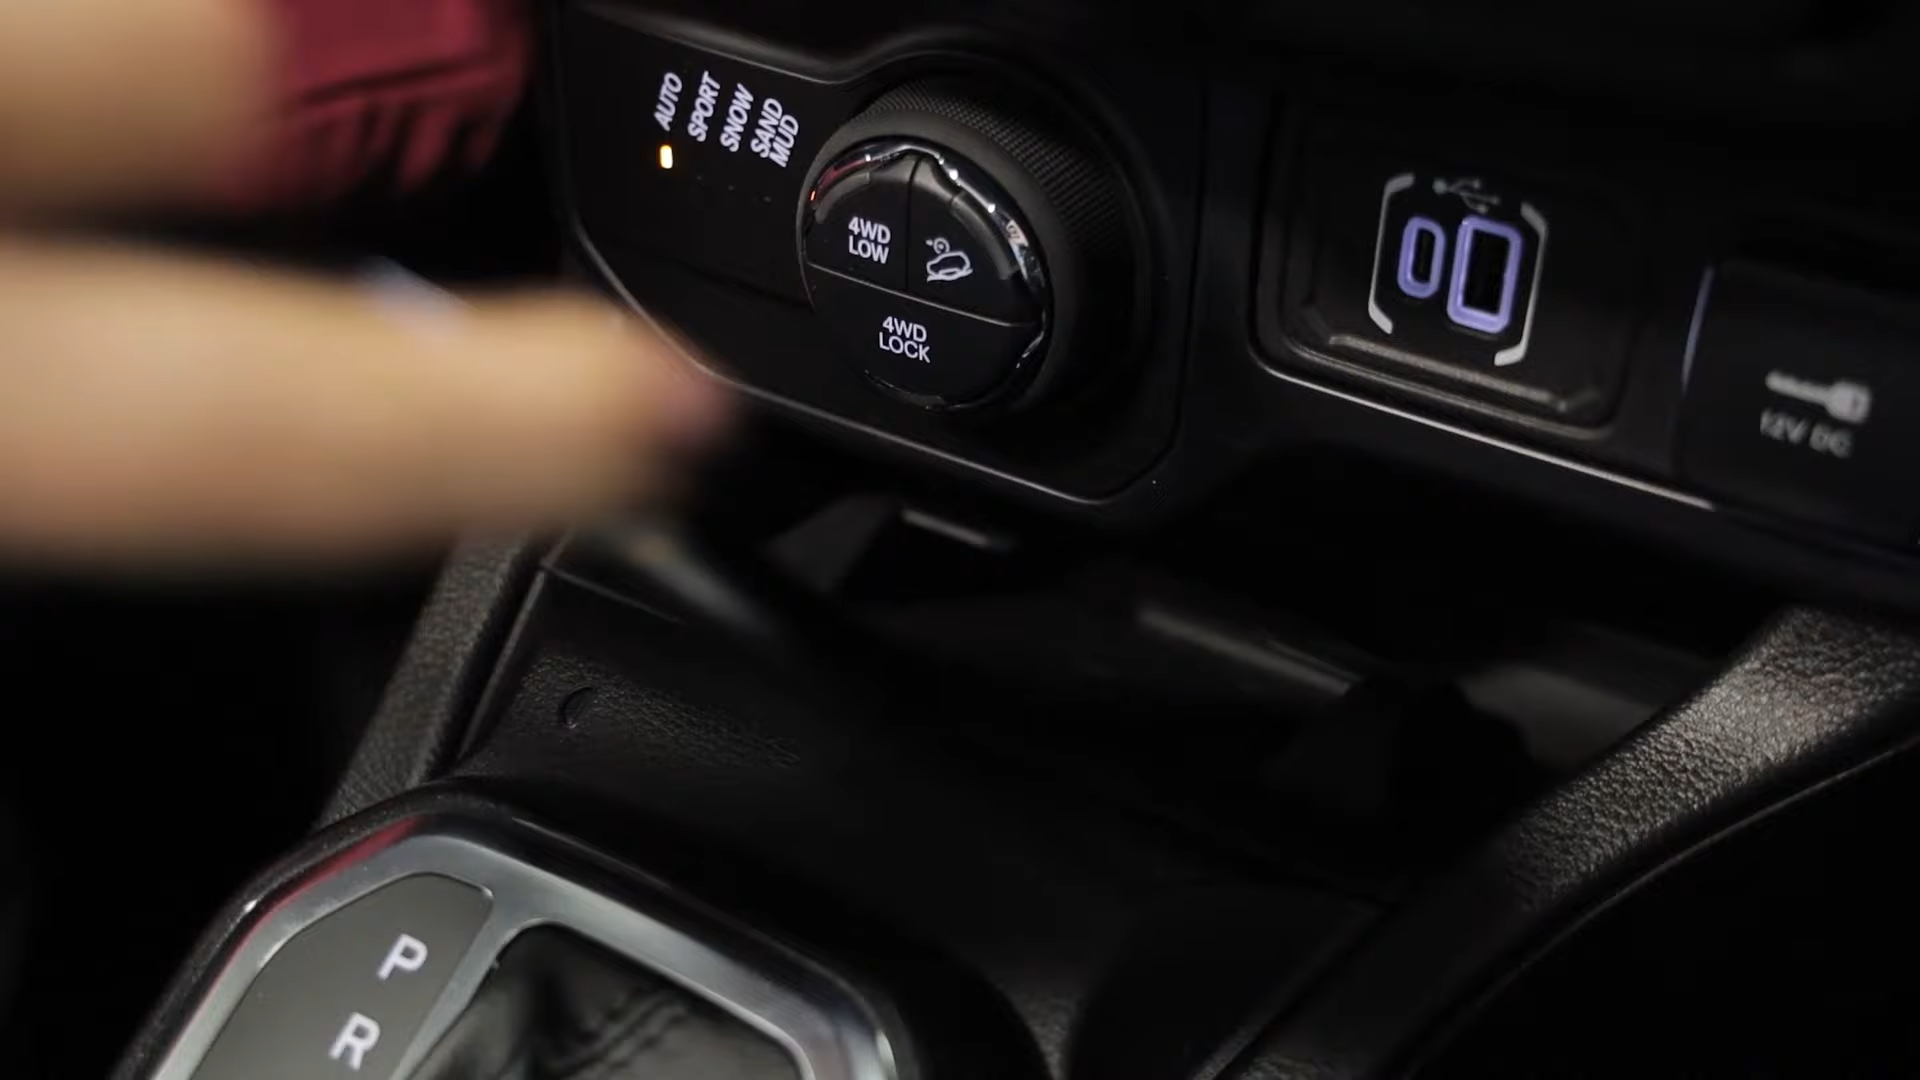 AUTO
SPORT
SNOW
SAND
MUD
4WD
LOW
4WD
LOCK
12V DC
P
R